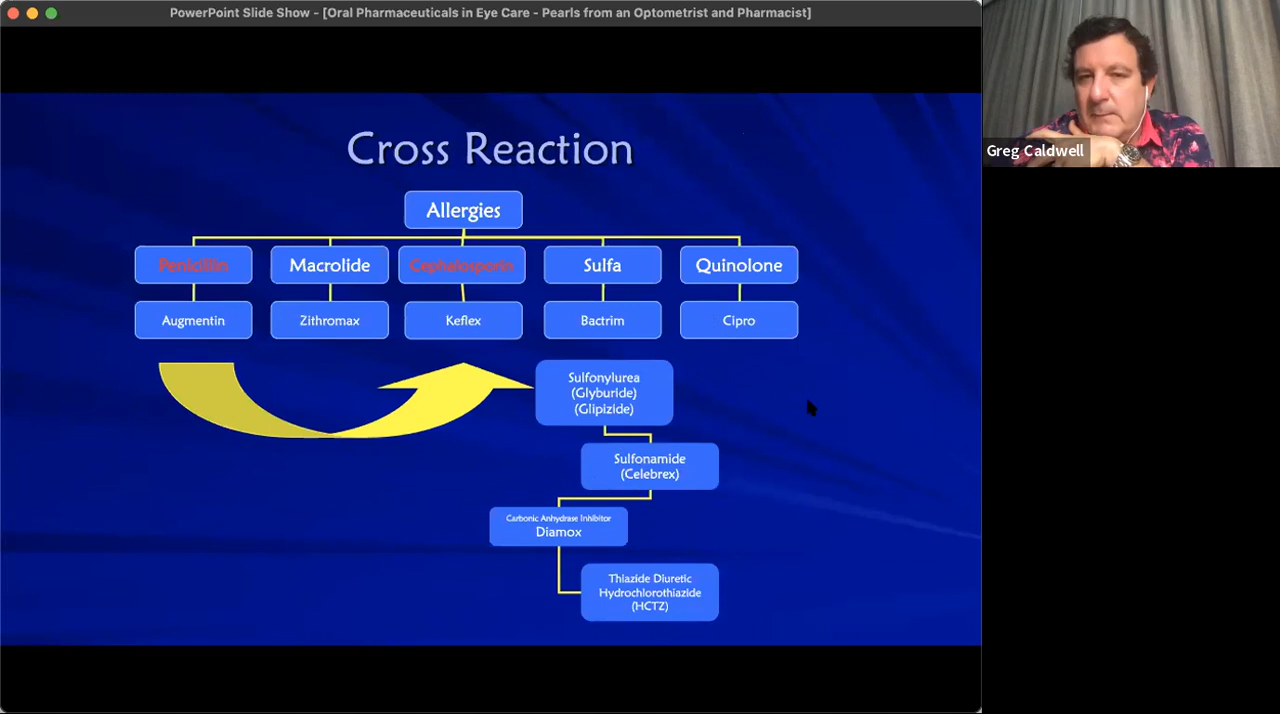 PowerPoint Slide Show - [Oral Pharmaceuticals in Eye Care - Pearls from an Optometrist and Pharmacist]
Greg Caldwell
Cross Reaction
Allergies
Penicillin
Macrolide
Cephalosporin
Sulfa
Quinolone
Augmentin
Zithromax
Keflex
Bactrim
Cipro
Sulfonylurea
(Glyburide)
(Glipizide)
Sulfonamide
(Celebrex)
Carbonic Anhydrase Inhibitor
Diamox
Thiazide Diuretic
Hydrochlorothiazide
(HCTZ)